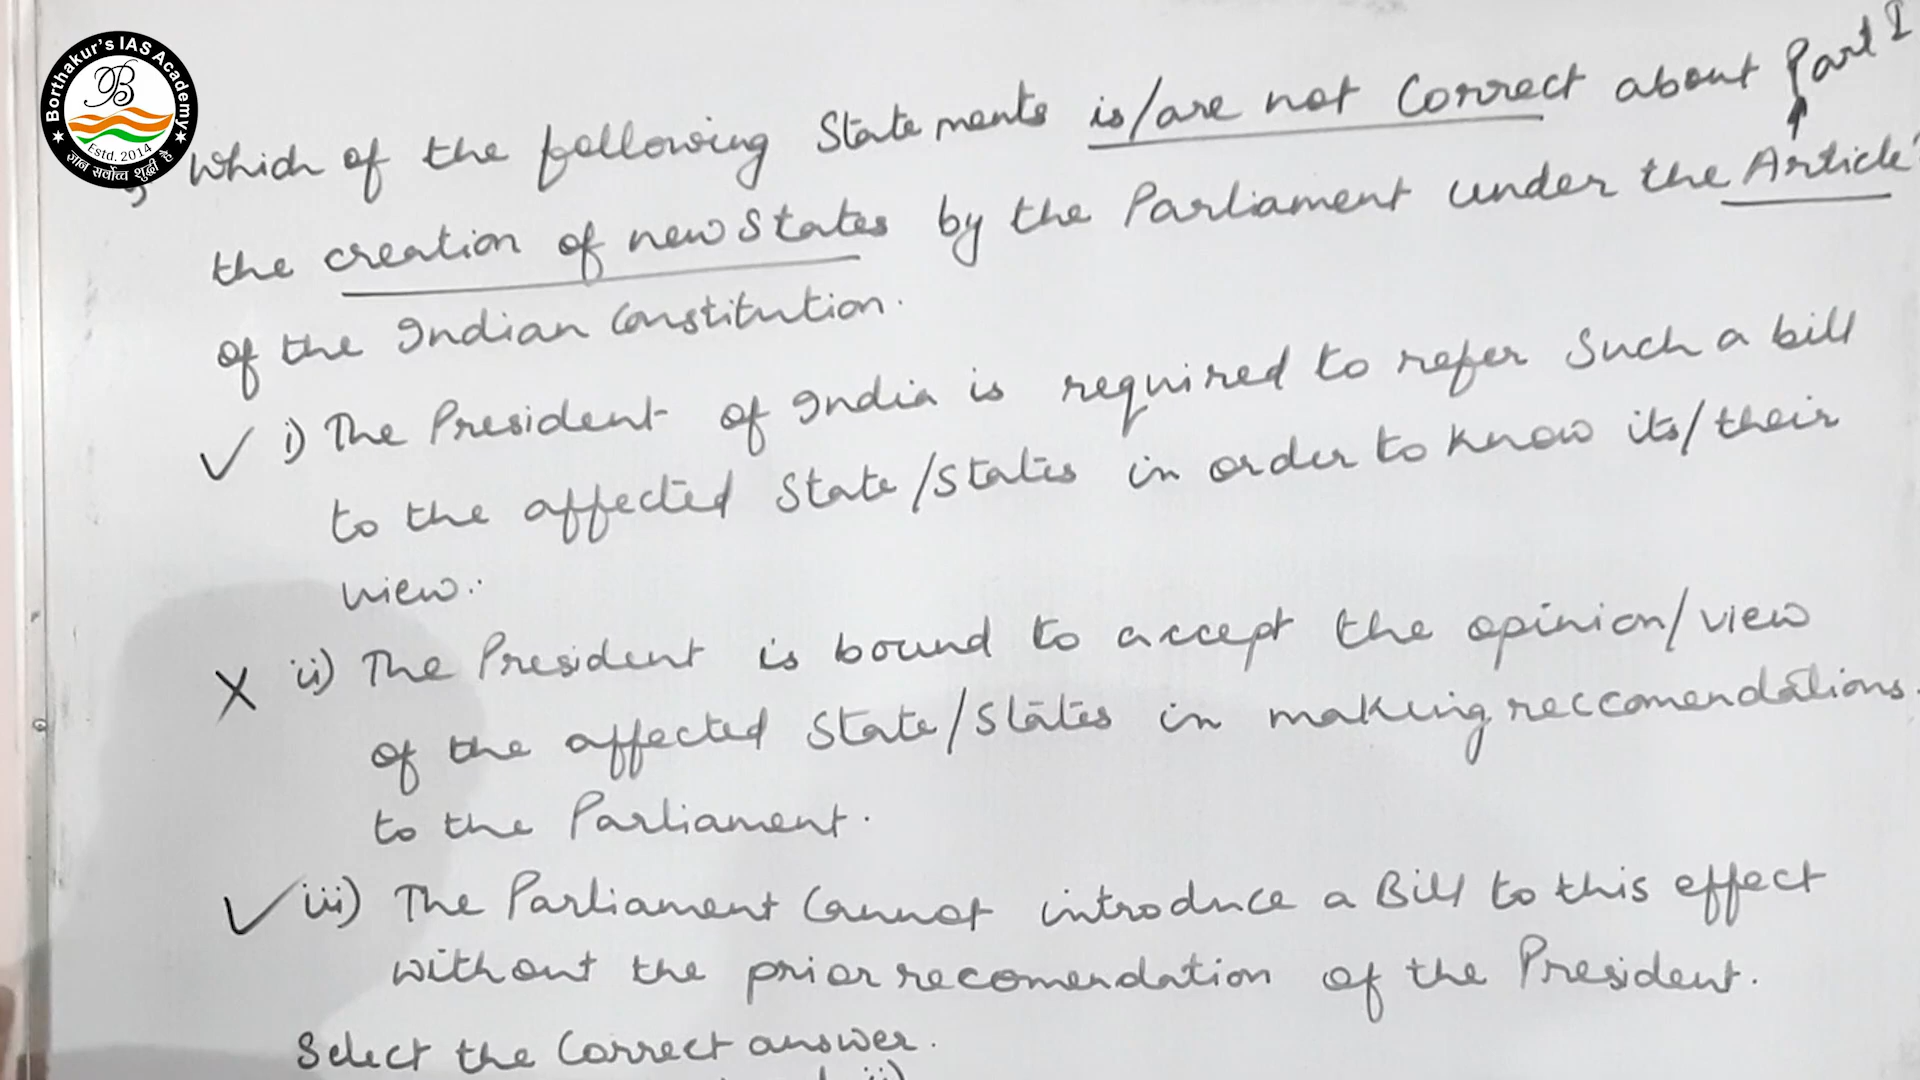 Borthakur's IAS Academy
B
Estd. 2014
ज्ञान सर्वोच्च शुद्धी है
Part I
Which of the following Statements is/are not Correct about
the creation of new States by the Parliament under the Article
of the Indian Constitution.
✓ i) The President of India is required to refer Such a bill
to the affected State/States in order to know its/their
view.
X ii) The President is bound to accept the opinion/view
of the affected State/States in making reccomendations
to the Parliament.
✓ iii) The Parliament Cannot introduce a Bill to this effect
without the prior recomendation of the President.
Select the Correct answer.
ii)